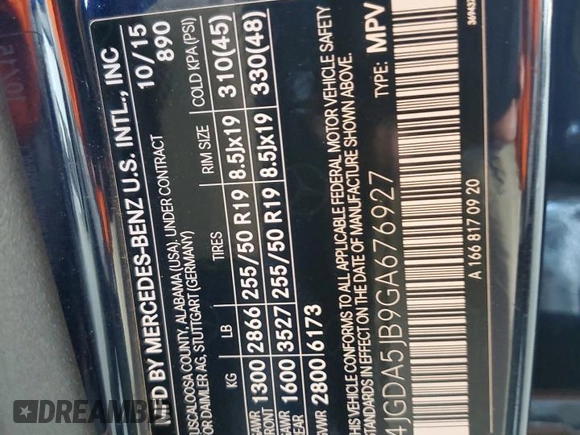 MFD BY MERCEDES-BENZ U.S. INTL., INC
10/15
890
USCALOOSA COUNTY, ALABAMA (USA). UNDER CONTRACT
FOR DAIMLER AG, STUTTGART (GERMANY)
KG LB TIRES RIM SIZE COLD KPA (PSI)
GAWR 1300 2866 255/50 R19 8.5Jx19 310(45)
GAWR REAR 1600 3527 255/50 R19 8.5Jx19 330(48)
GVWR 2800 6173
THIS VEHICLE CONFORMS TO ALL APPLICABLE FEDERAL MOTOR VEHICLE SAFETY
IN EFFECT ON THE DATE OF MANUFACTURE SHOWN ABOVE.
4JGDA5JB9GA676927 TYPE: MPV
A 166 817 09 20